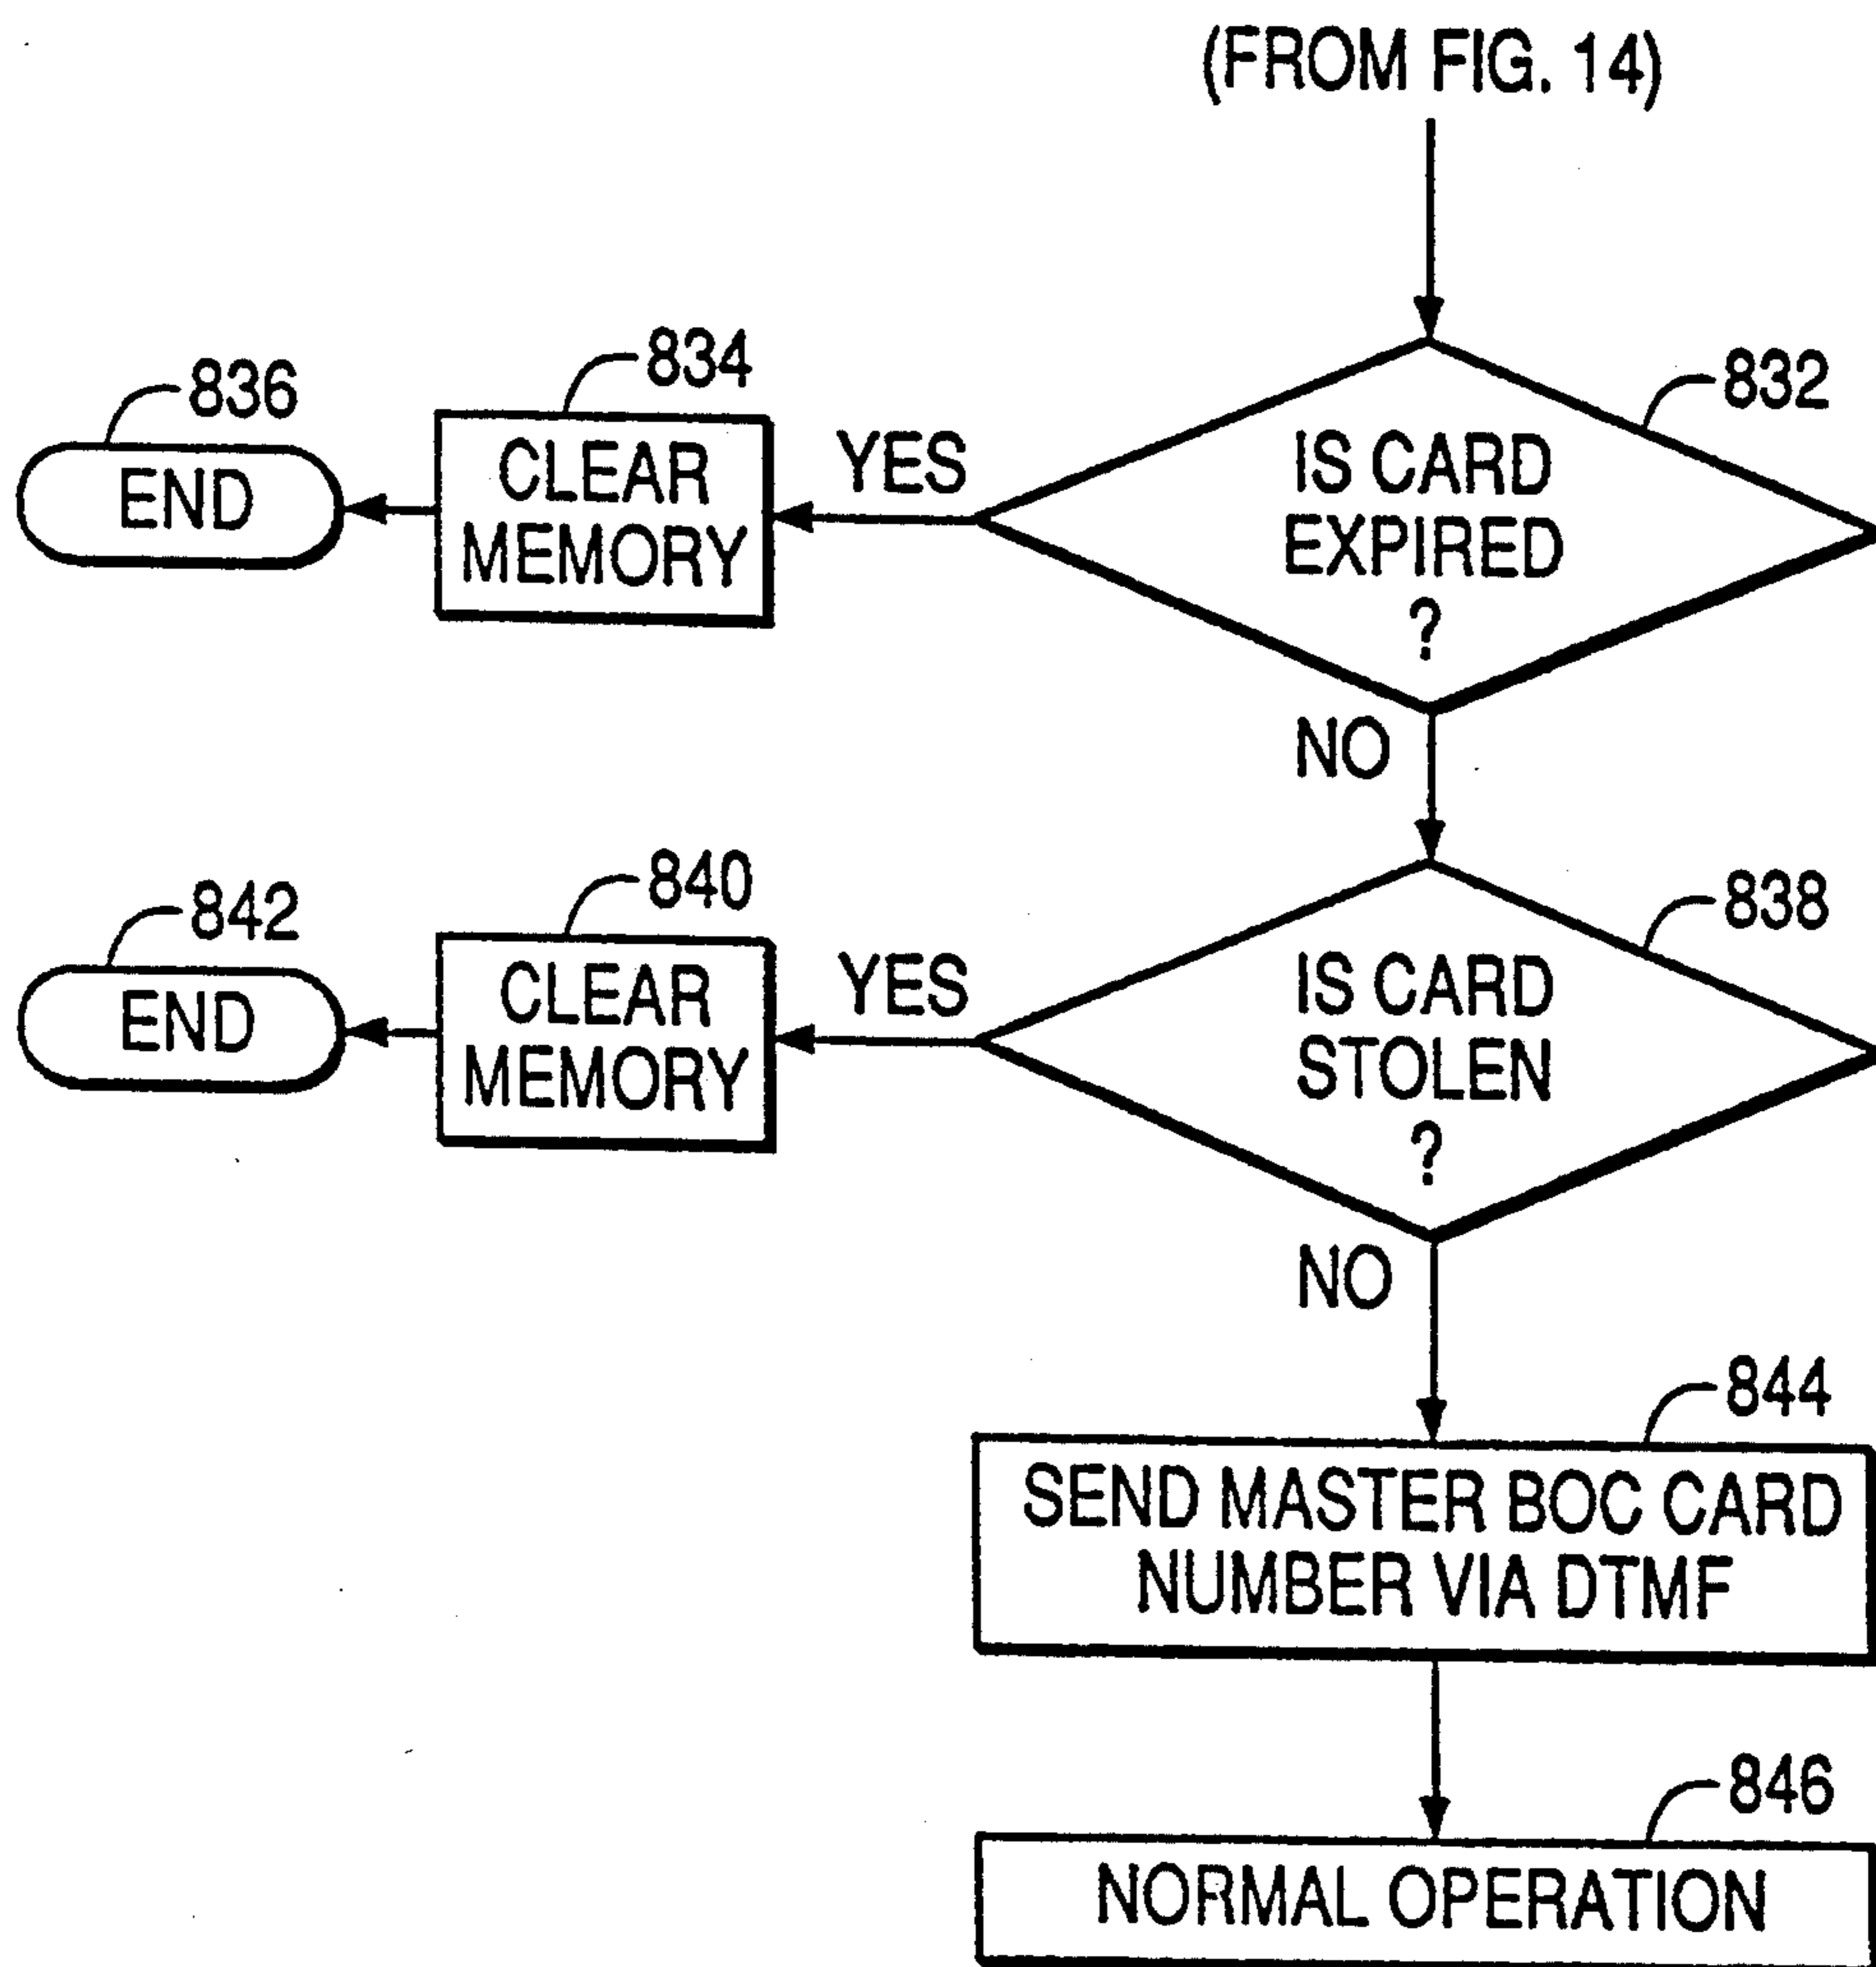 (FROM FIG. 14)
832
IS CARD
EXPIRED
?
YES
834
CLEAR
MEMORY
836
END
NO
838
IS CARD
STOLEN
?
YES
840
CLEAR
MEMORY
842
END
NO
844
SEND MASTER BOC CARD
NUMBER VIA DTMF
846
NORMAL OPERATION